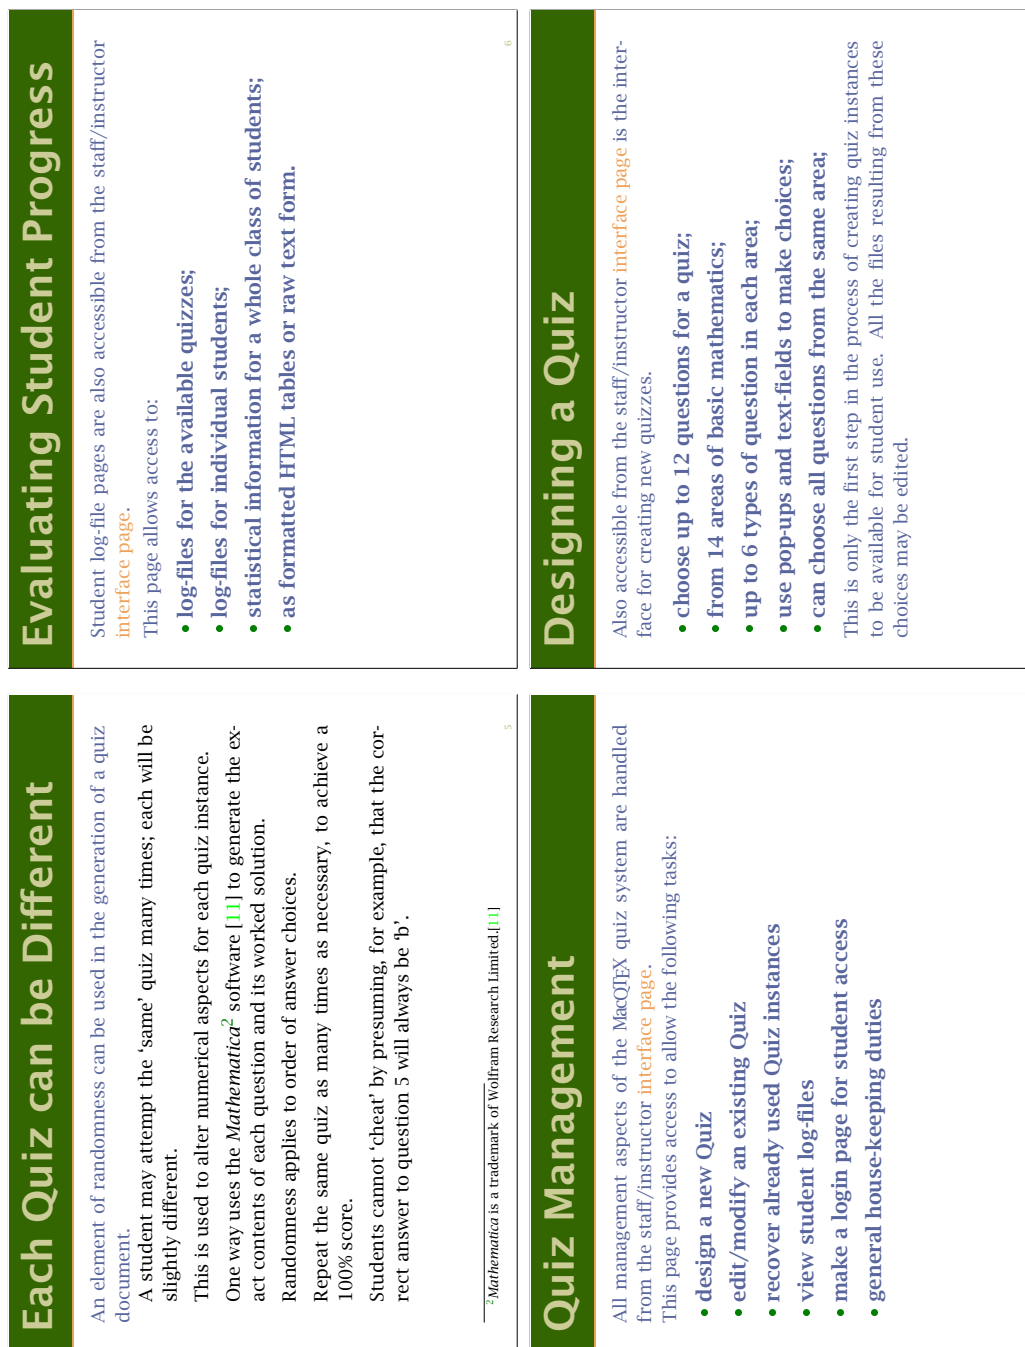 Each Quiz can be Different
An element of randomness can be used in the generation of a quiz
document.
A student may attempt the ‘same’ quiz many times; each will be
slightly different.
This is used to alter numerical aspects for each quiz instance.
One way uses the Mathematica² software [11] to generate the ex-
act contents of each question and its worked solution.
Randomness applies to order of answer choices.
Repeat the same quiz as many times as necessary, to achieve a
100% score.
Students cannot ‘cheat’ by presuming, for example, that the cor-
rect answer to question 5 will always be ‘b’.
²Mathematica is a trademark of Wolfram Research Limitted.[11]
5
Evaluating Student Progress
Student log-file pages are also accessible from the staff/instructor
interface page.
This page allows access to:
• log-files for the available quizzes;
• log-files for individual students;
• statistical information for a whole class of students;
• as formatted HTML tables or raw text form.
6
Quiz Management
All management aspects of the MacQTEX quiz system are handled
from the staff/instructor interface page.
This page provides access to allow the following tasks:
• design a new Quiz
• edit/modify an existing Quiz
• recover already used Quiz instances
• view student log-files
• make a login page for student access
• general house-keeping duties
Designing a Quiz
Also accessible from the staff/instructor interface page is the inter-
face for creating new quizzes.
• choose up to 12 questions for a quiz;
• from 14 areas of basic mathematics;
• up to 6 types of question in each area;
• use pop-ups and text-fields to make choices;
• can choose all questions from the same area;
This is only the first step in the process of creating quiz instances
to be available for student use. All the files resulting from these
choices may be edited.